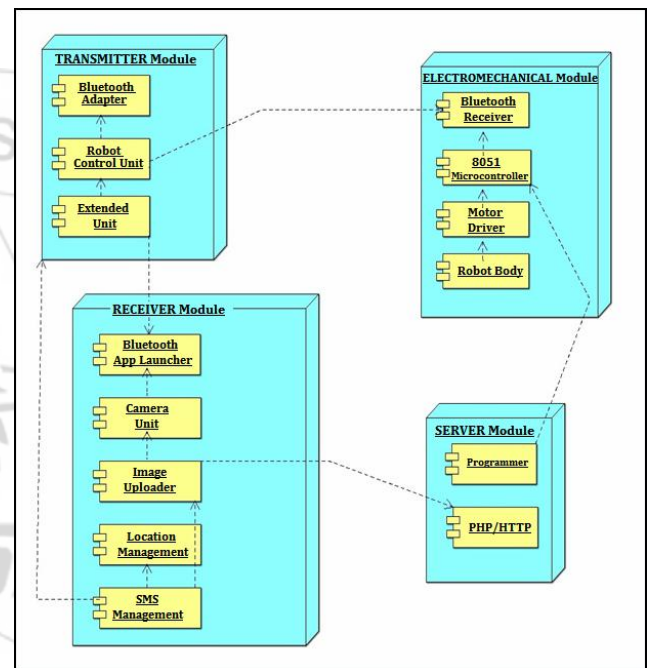 TRANSMITTER Module
Bluetooth
Adapter
Robot
Control Unit
Extended
Unit
ELECTROMECHANICAL Module
Bluetooth
Receiver
8051
Microcontroller
Motor
Driver
Robot Body
RECEIVER Module
Bluetooth
App Launcher
Camera
Unit
Image
Uploader
Location
Management
SMS
Management
SERVER Module
Programmer
PHP/HTTP